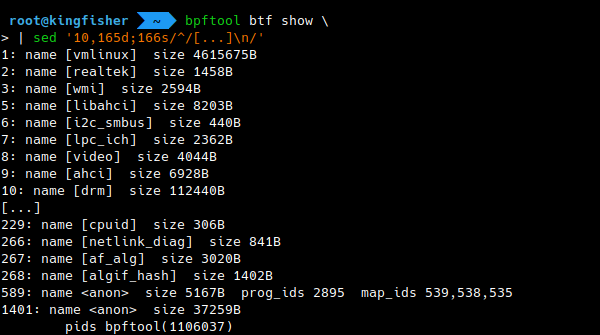 root@kingfisher ~ bpftool btf show \
> | sed '10,165d;166s/^/[...]\n/'
1: name [vmlinux]  size 4615675B
2: name [realtek]  size 1458B
3: name [wmi]  size 2594B
5: name [libahci]  size 8203B
6: name [i2c_smbus]  size 440B
7: name [lpc_ich]  size 2362B
8: name [video]  size 4044B
9: name [ahci]  size 6928B
10: name [drm]  size 112440B
[...]
229: name [cpuid]  size 306B
266: name [netlink_diag]  size 841B
267: name [af_alg]  size 3020B
268: name [algif_hash]  size 1402B
589: name <anon>  size 5167B  prog_ids 2895  map_ids 539,538,535
1401: name <anon>  size 37259B
        pids bpftool(1106037)